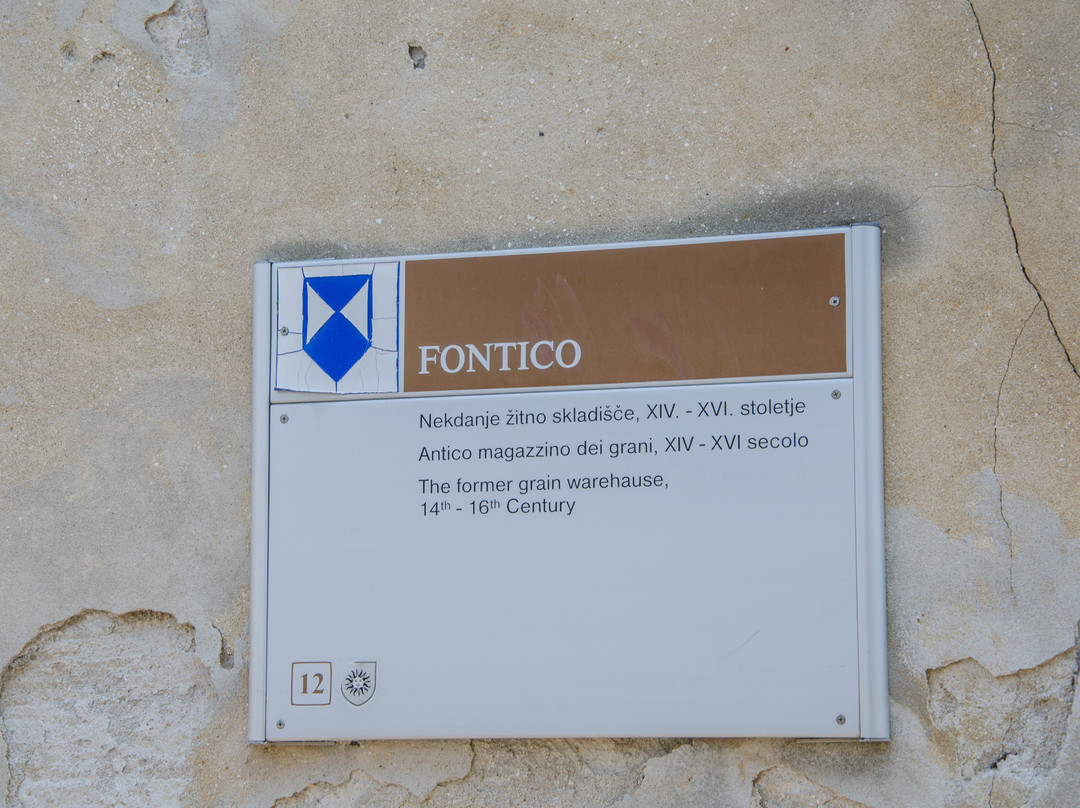 FONTICO
Nekdanje žitno skladišče, XIV. - XVI. stoletje
Antico magazzino dei grani, XIV - XVI secolo
The former grain warehause,
14th - 16th Century
12